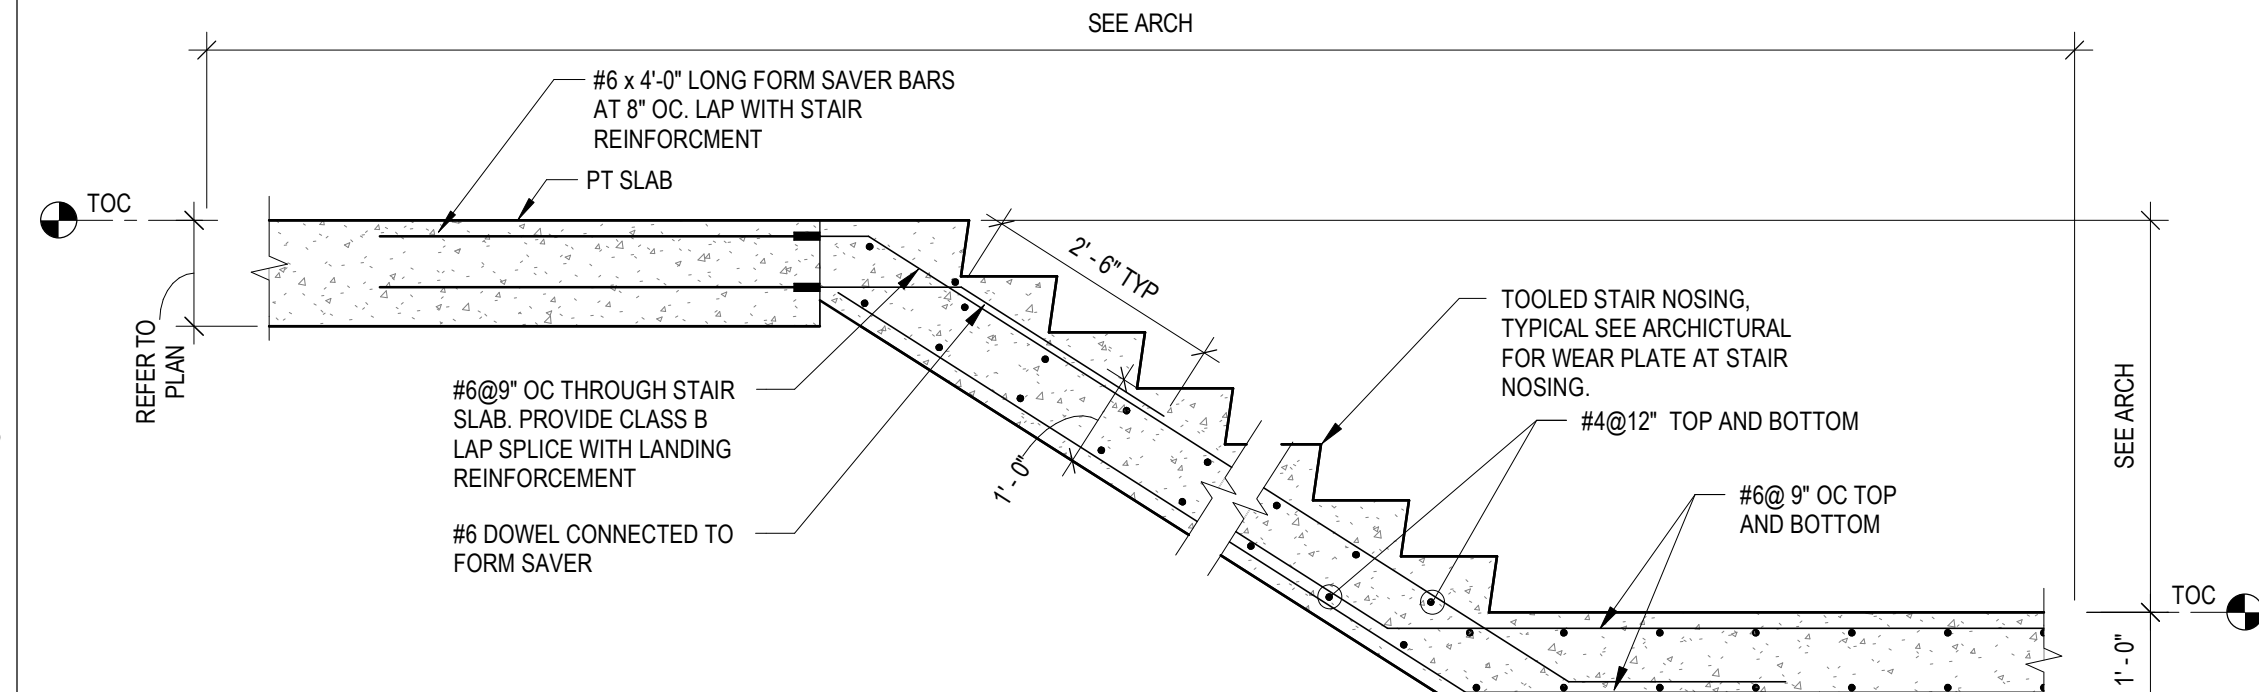 SEE ARCH
#6 x 4'-0" LONG FORM SAVER BARS
AT 8" OC. LAP WITH STAIR
REINFORCMENT
PT SLAB
TOC
2' - 6" TYP
REFER TO
PLAN
TOOLED STAIR NOSING,
TYPICAL SEE ARCHICTURAL
FOR WEAR PLATE AT STAIR
NOSING.
#6@9" OC THROUGH STAIR
SLAB. PROVIDE CLASS B
LAP SPLICE WITH LANDING
REINFORCEMENT
#4@12" TOP AND BOTTOM
SEE ARCH
1' - 0"
#6@ 9" OC TOP
AND BOTTOM
#6 DOWEL CONNECTED TO
FORM SAVER
TOC
1' - 0"